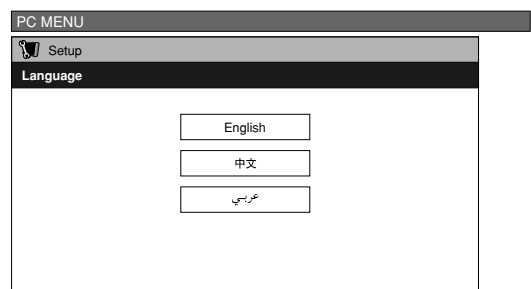 PC MENU
Setup
Language
English
中文
عربي